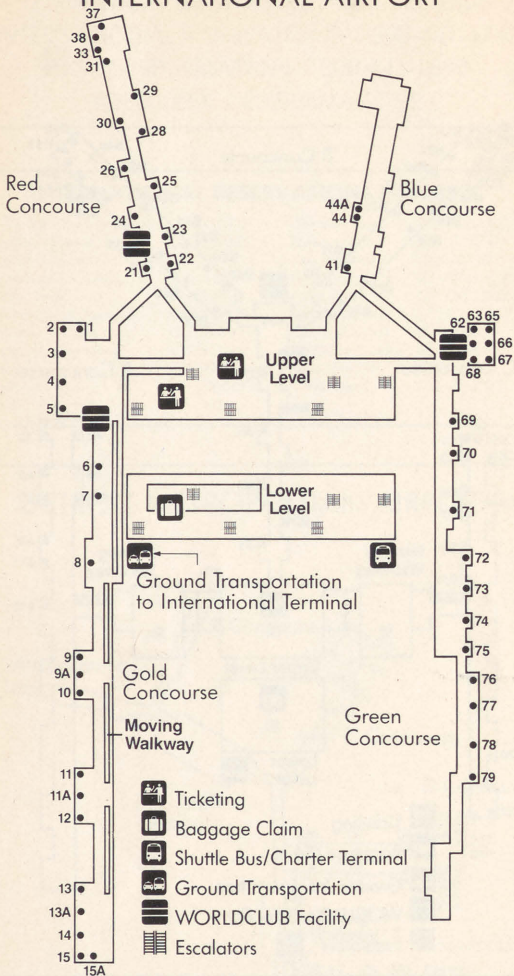 INTERNATIONAL AIRPORT
37
38
33
31
29
30
28
26
25
24
23
22
21
Red
Concourse
44A
44
41
Blue
Concourse
2
1
3
4
5
6
7
8
62
63
65
66
67
68
69
70
71
72
73
74
75
76
77
78
79
Upper
Level
Lower
Level
Ground Transportation
to International Terminal
9
9A
10
Gold
Concourse
Moving
Walkway
Green
Concourse
11
11A
12
13
13A
14
15
15A
Ticketing
Baggage Claim
Shuttle Bus/Charter Terminal
Ground Transportation
WORLDCLUB Facility
Escalators